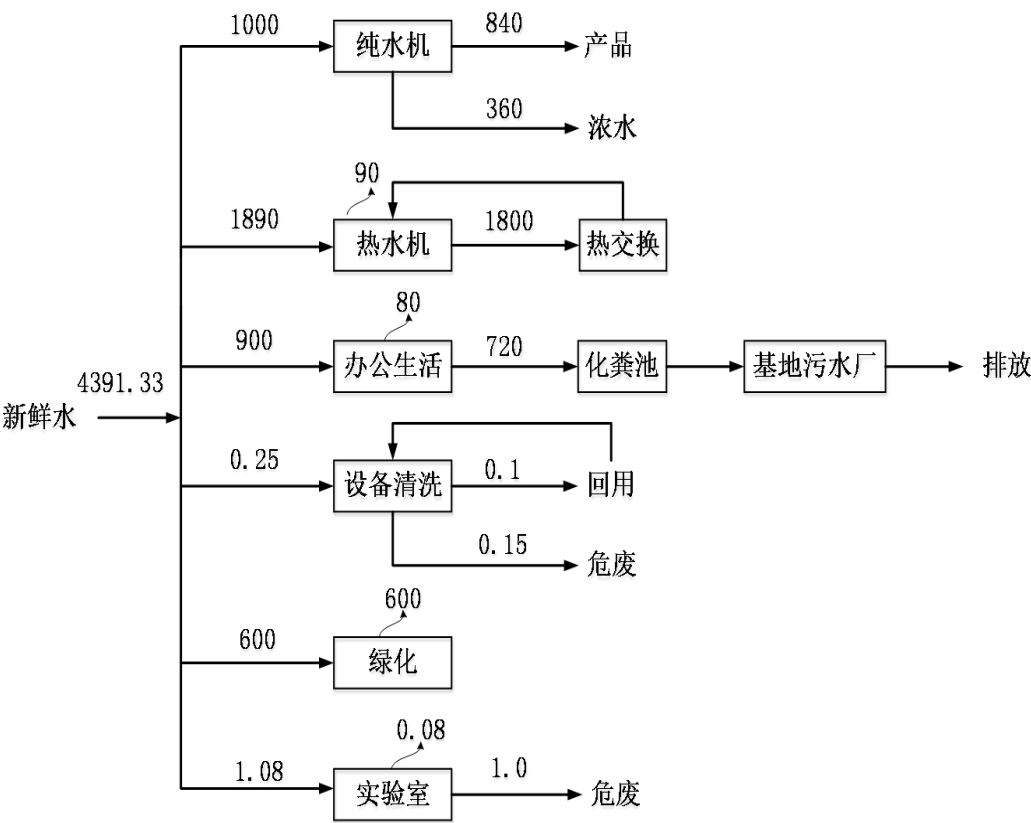 1000
纯水机
840
产品
360
浓水
90
1890
热水机
1800
热交换
80
900
办公生活
720
化粪池
基地污水厂
排放
4391.33
新鲜水
0.25
设备清洗
0.1
回用
0.15
危废
600
600
绿化
0.08
1.08
实验室
1.0
危废